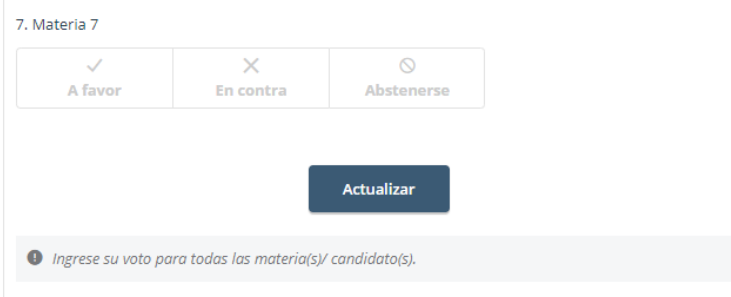 7. Materia 7
A favor En contra Abstenerse
Actualizar
Ingrese su voto para todas las materia(s)/ candidato(s).